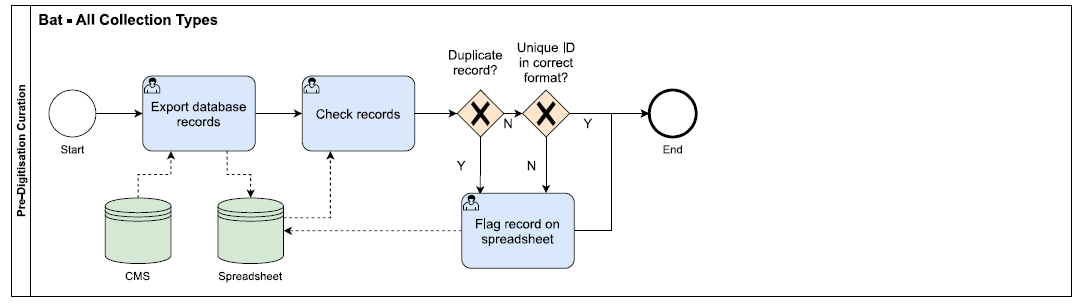 Bat - All Collection Types
Pre-Digitisation Curation
Start
Export database
records
Check records
Duplicate
record?
Unique ID
in correct
format?
N
Y
End
Y
N
Flag record on
spreadsheet
CMS
Spreadsheet